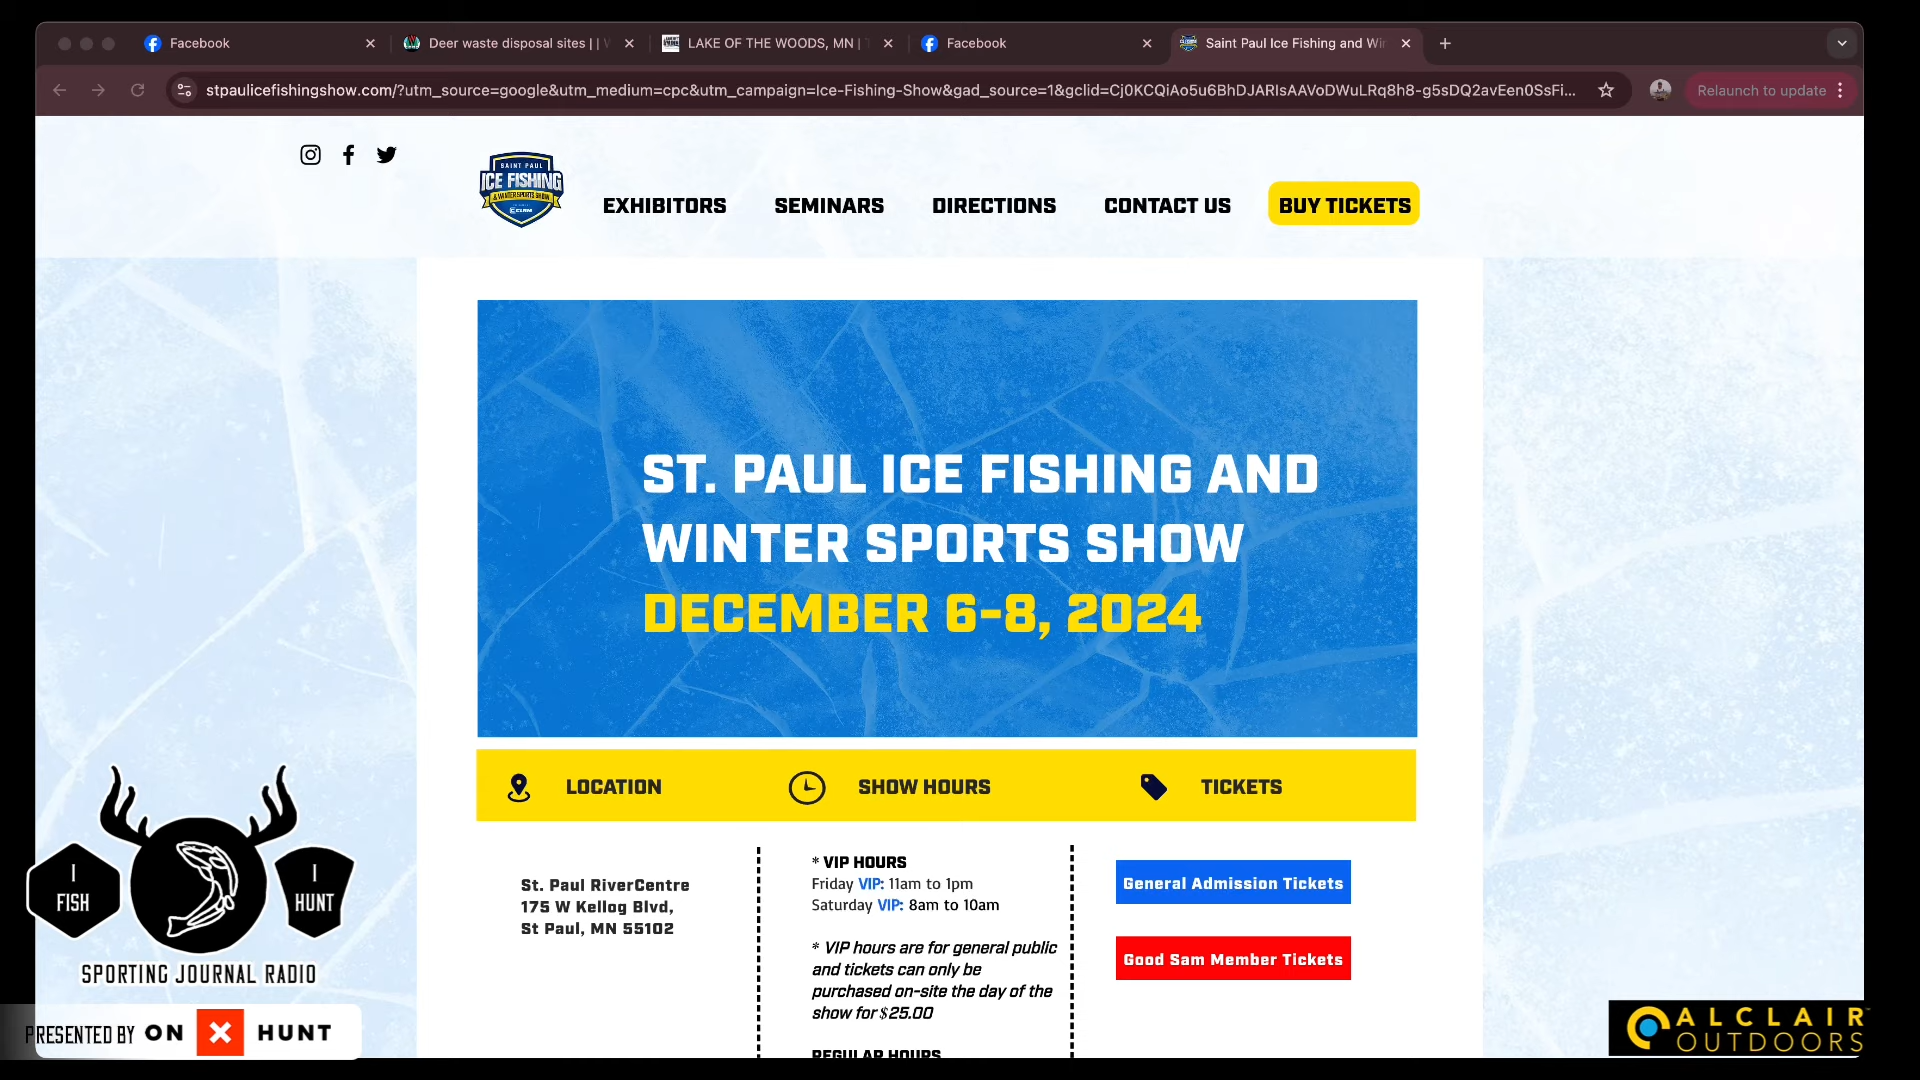 Facebook
Deer waste disposal sites | |
LAKE OF THE WOODS, MN |
Facebook
Saint Paul Ice Fishing and Wi
stpaulicefishingshow.com/?utm_source=google&utm_medium=cpc&utm_campaign=Ice-Fishing-Show&gad_source=1&gclid=Cj0KCQiAo5u6BhDJARIsAAVoDWuLRq8h8-g5sDQ2avEen0SsFi...
Relaunch to update
SAINT PAUL
ICE FISHING
& WINTER SPORTS SHOW
CLAM
EXHIBITORS
SEMINARS
DIRECTIONS
CONTACT US
BUY TICKETS
ST. PAUL ICE FISHING AND
WINTER SPORTS SHOW
DECEMBER 6-8, 2024
LOCATION
SHOW HOURS
TICKETS
St. Paul RiverCentre
175 W Kellog Blvd,
St Paul, MN 55102
* VIP HOURS
Friday VIP: 11am to 1pm
Saturday VIP: 8am to 10am
* VIP hours are for general public
and tickets can only be
purchased on-site the day of the
show for $25.00
REGULAR HOURS
General Admission Tickets
Good Sam Member Tickets
I
FISH
I
HUNT
SPORTING JOURNAL RADIO
PRESENTED BY ON X HUNT
ALCLAIR
OUTDOORS